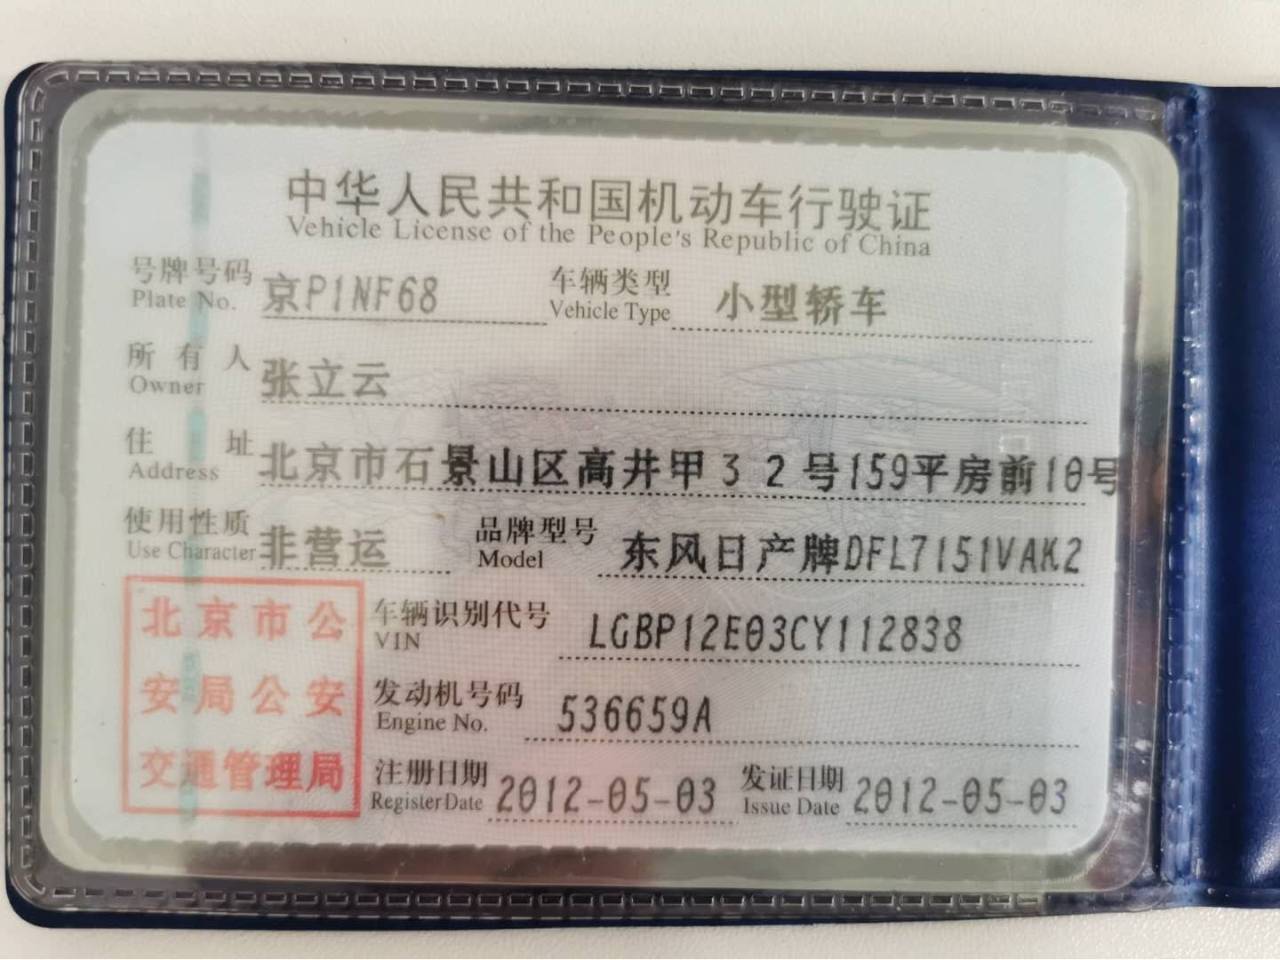 中华人民共和国机动车行驶证
Vehicle License of the People's Republic of China
号牌号码 京P1NF68 车辆类型 小型轿车
Plate No. Vehicle Type
所有人 张立云
Owner
住址 北京市石景山区高井甲32号159平房前10号
Address
使用性质 非营运 品牌型号 东风日产牌DFL7151VAK2
Use Character Model
北京市公
安局公安
交通管理局
车辆识别代号 LGBP12E03CY112838
VIN
发动机号码 536659A
Engine No.
注册日期 2012-05-03 发证日期 2012-05-03
Register Date Issue Date